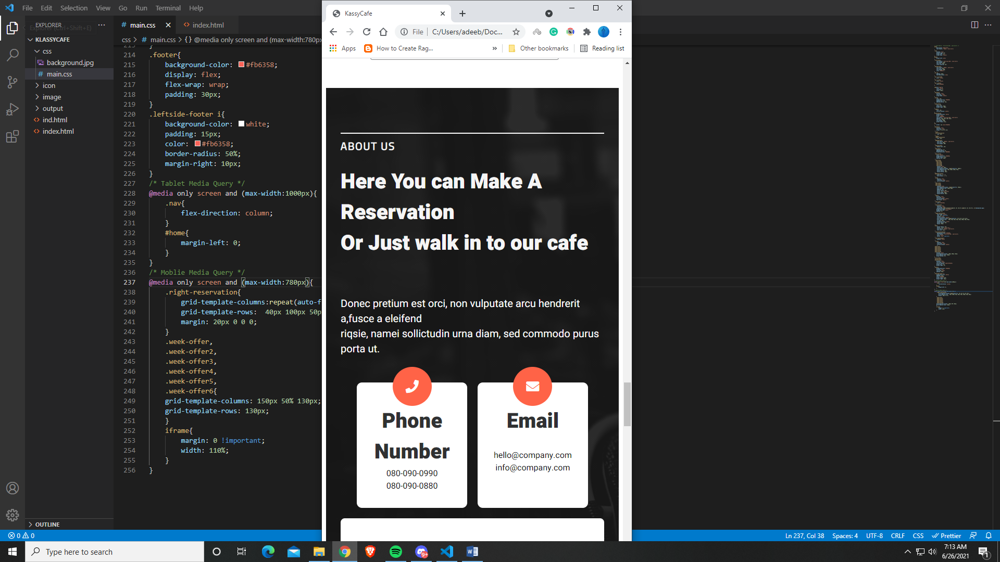 File Edit Selection View Go Run Terminal Help
EXPLORER
KLASSYCAFE
css
background.jpg
main.css
icon
image
output
ind.html
index.html
OUTLINE
main.css
index.html
css > main.css > {} @media only screen and (max-width:780px
213 }
214 .footer{
215 background-color: #fb6358;
216 display: flex;
217 flex-wrap: wrap;
218 padding: 30px;
219 }
220 .leftside-footer i{
221 background-color: white;
222 padding: 15px;
223 color: #fb6358;
224 border-radius: 50%;
225 margin-right: 10px;
226 }
227 /* Tablet Media Query */
228 @media only screen and (max-width:1000px){
229 .nav{
230 flex-direction: column;
231 }
232 #home{
233 margin-left: 0;
234 }
235 }
236 /* Moblie Media Query */
237 @media only screen and (max-width:780px){
238 .right-reservation{
239 grid-template-columns:repeat(auto-f
240 grid-template-rows: 40px 100px 50p
241 margin: 20px 0 0 0;
242 }
243 .week-offer,
244 .week-offer2,
245 .week-offer3,
246 .week-offer4,
247 .week-offer5,
248 .week-offer6{
249 grid-template-columns: 150px 50% 130px;
250 grid-template-rows: 130px;
251 }
252 iframe{
253 margin: 0 !important;
254 width: 110%;
255 }
256 }
KassyCafe
File C:/Users/adeeb/Doc...
Apps How to Create Rag... » Other bookmarks Reading list
ABOUT US
Here You can Make A
Reservation
Or Just walk in to our cafe
Donec pretium est orci, non vulputate arcu hendrerit
a,fusce a eleifend
riqsie, namei sollictudin urna diam, sed commodo purus
porta ut.
Phone
Number
080-090-0990
080-090-0880
Email
hello@company.com
info@company.com
0 0
Ln 237, Col 38 Spaces: 4 UTF-8 CRLF CSS Prettier
Type here to search
9+
7:13 AM
6/26/2021
1